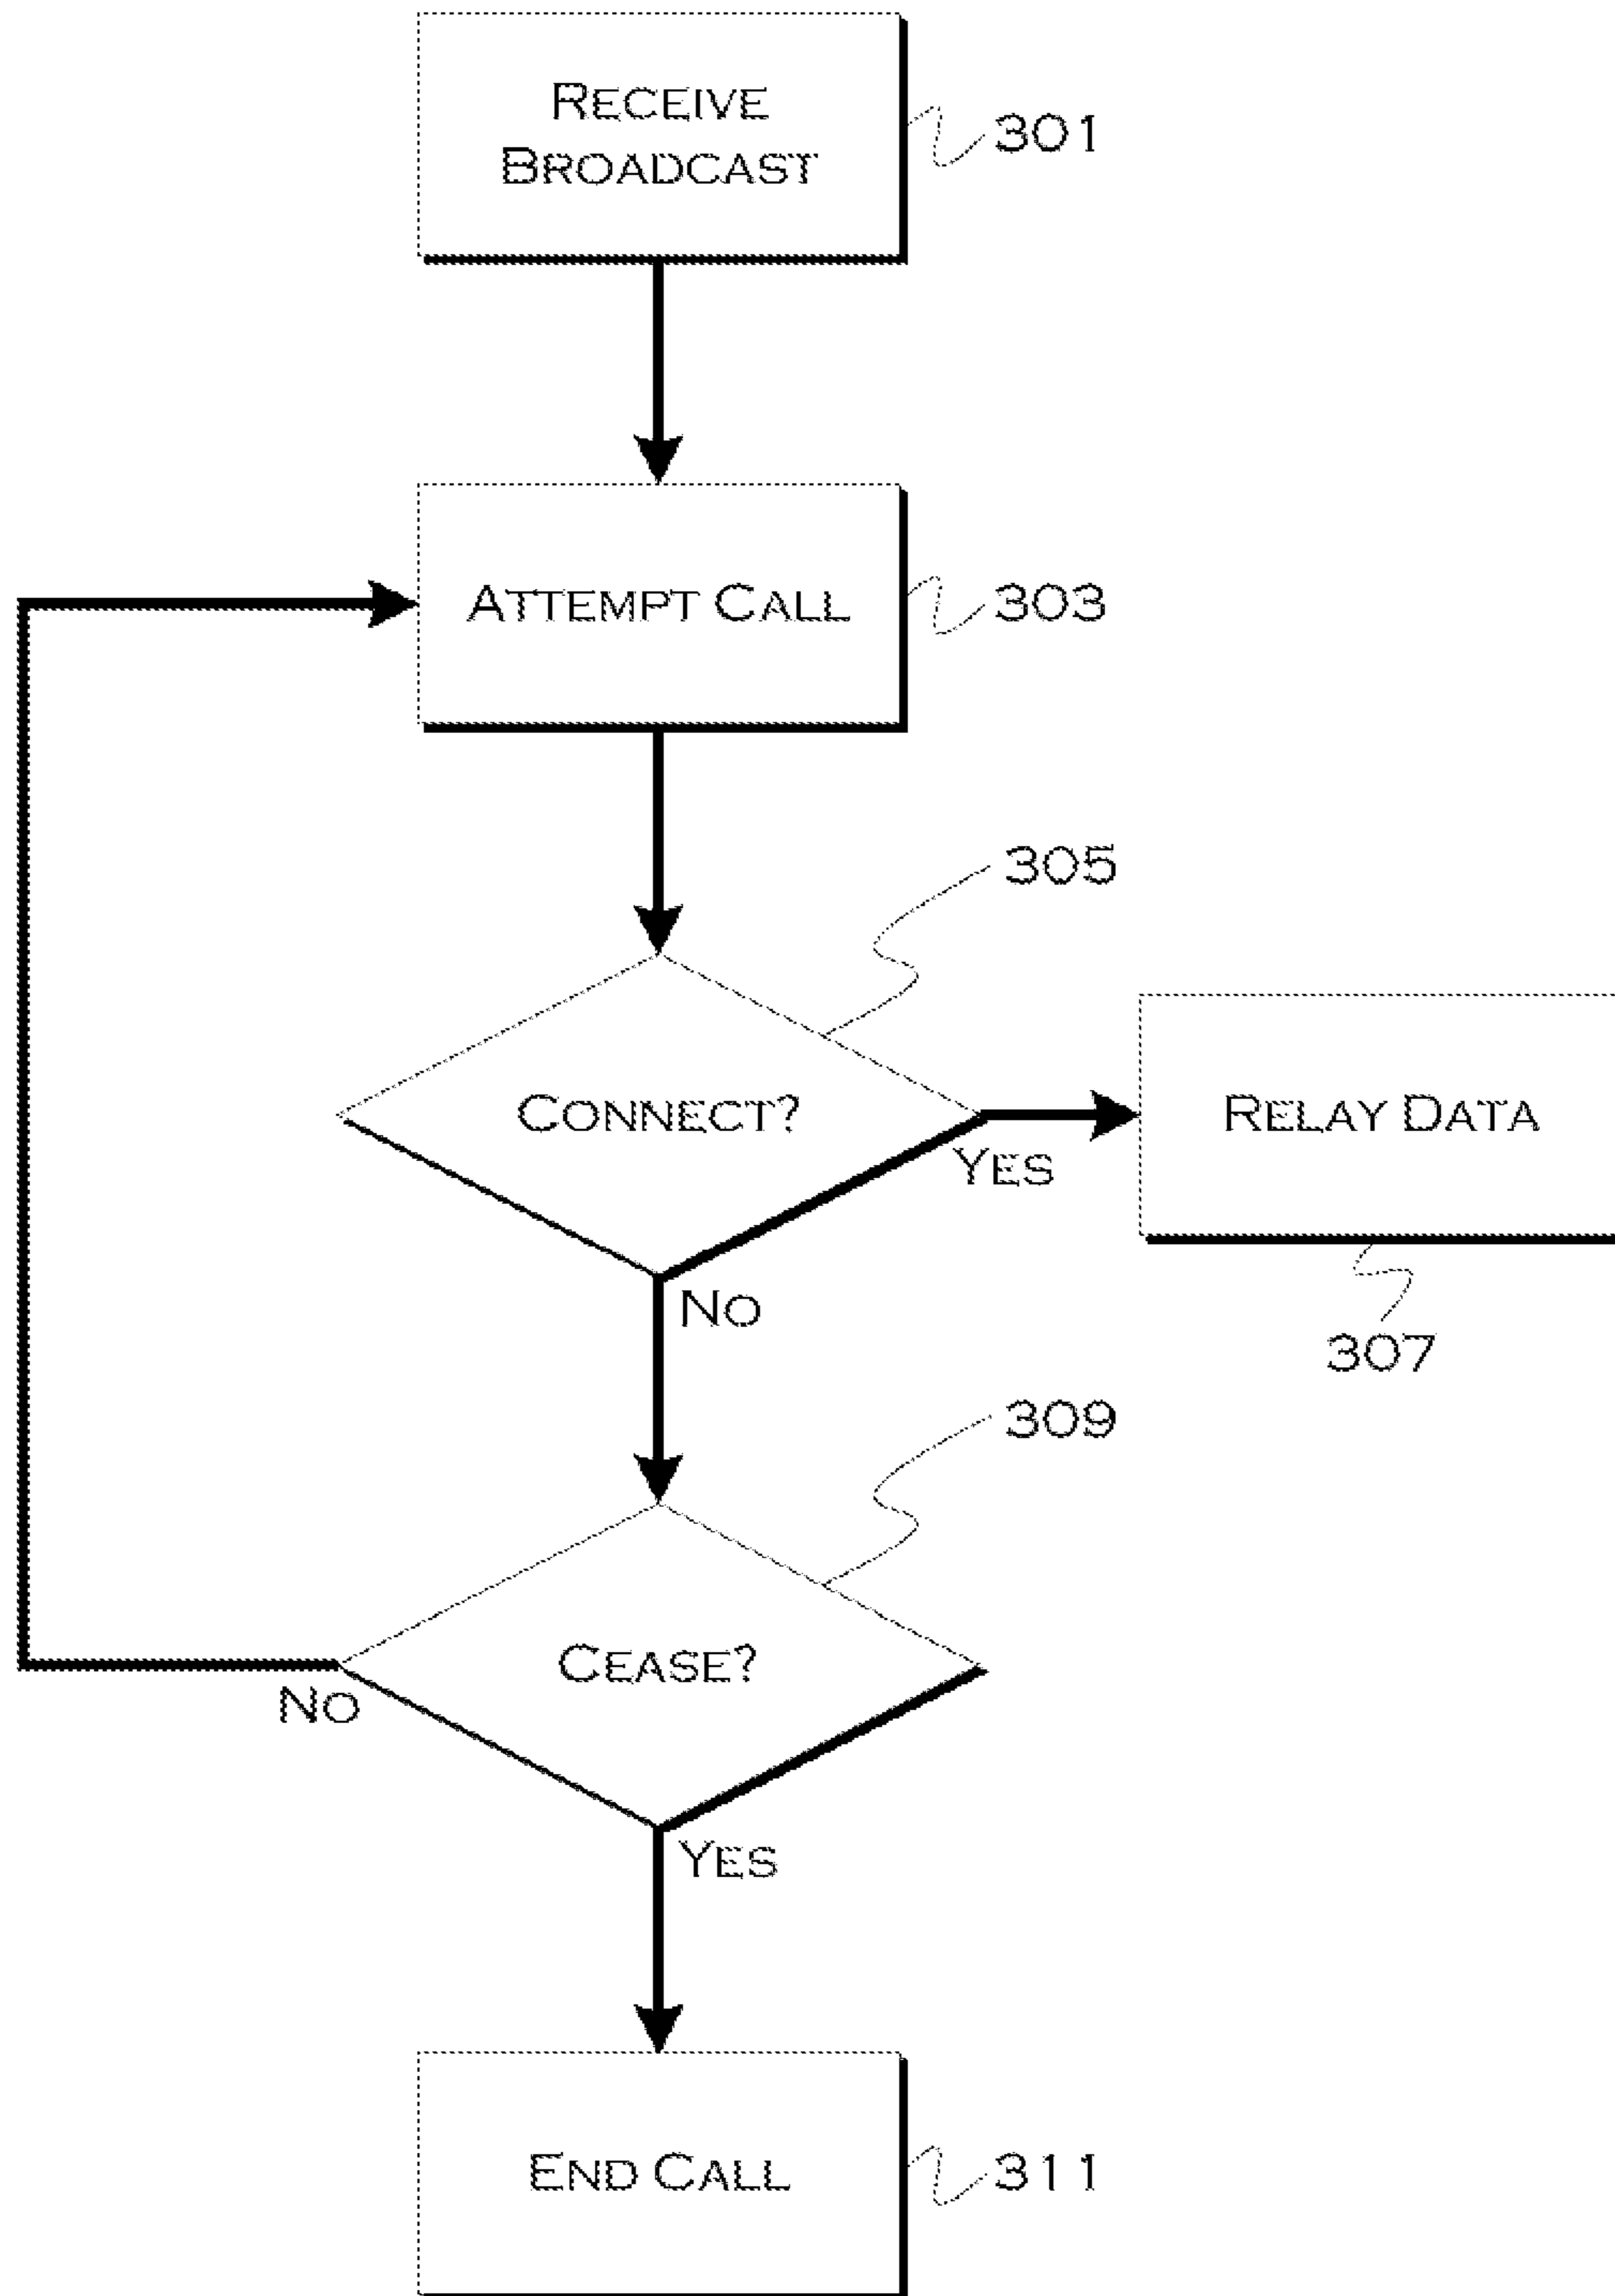 RECEIVE
BROADCAST
301
ATTEMPT CALL
303
305
CONNECT?
YES
RELAY DATA
NO
307
309
CEASE?
NO
YES
END CALL
311